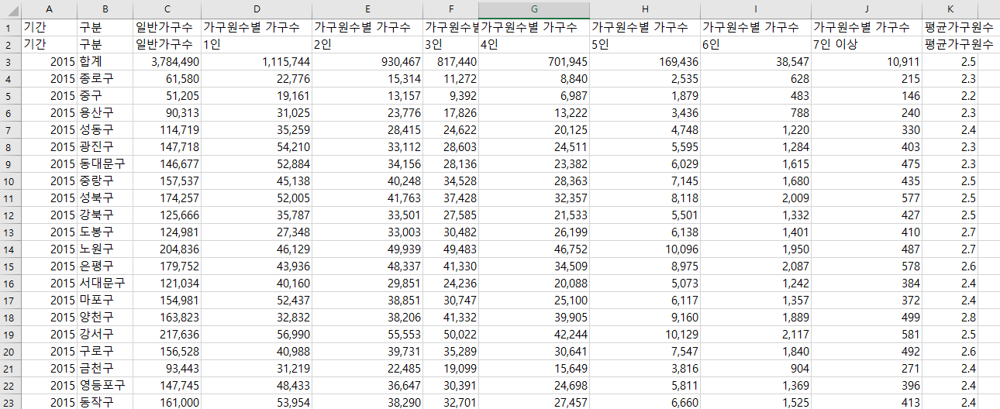 A B C D E F G H I J K
1 기간 구분 일반가구수 가구원수별 가구수 가구원수별 가구수 가구원수별 가구원수별 가구수 가구원수별 가구수 가구원수별 가구수 가구원수별 가구수 평균가구원수
2 기간 구분 일반가구수 1인 2인 3인 4인 5인 6인 7인 이상 평균가구원수
3 2015 합계 3,784,490 1,115,744 930,467 817,440 701,945 169,436 38,547 10,911 2.5
4 2015 종로구 61,580 22,776 15,314 11,272 8,840 2,535 628 215 2.3
5 2015 중구 51,205 19,161 13,157 9,392 6,987 1,879 483 146 2.2
6 2015 용산구 90,313 31,025 23,776 17,826 13,222 3,436 788 240 2.3
7 2015 성동구 114,719 35,259 28,415 24,622 20,125 4,748 1,220 330 2.4
8 2015 광진구 147,718 54,210 33,112 28,603 24,511 5,595 1,284 403 2.3
9 2015 동대문구 146,677 52,884 34,156 28,136 23,382 6,029 1,615 475 2.3
10 2015 중랑구 157,537 45,138 40,248 34,528 28,363 7,145 1,680 435 2.5
11 2015 성북구 174,257 52,005 41,763 37,428 32,357 8,118 2,009 577 2.5
12 2015 강북구 125,666 35,787 33,501 27,585 21,533 5,501 1,332 427 2.5
13 2015 도봉구 124,981 27,348 33,003 30,482 26,199 6,138 1,401 410 2.7
14 2015 노원구 204,836 46,129 49,939 49,483 46,752 10,096 1,950 487 2.7
15 2015 은평구 179,752 43,936 48,337 41,330 34,509 8,975 2,087 578 2.6
16 2015 서대문구 121,034 40,160 29,851 24,236 20,088 5,073 1,242 384 2.4
17 2015 마포구 154,981 52,437 38,851 30,747 25,100 6,117 1,357 372 2.4
18 2015 양천구 163,823 32,832 38,206 41,332 39,905 9,160 1,889 499 2.8
19 2015 강서구 217,636 56,990 55,553 50,022 42,244 10,129 2,117 581 2.5
20 2015 구로구 156,528 40,988 39,731 35,289 30,641 7,547 1,840 492 2.6
21 2015 금천구 93,443 31,219 22,485 19,099 15,649 3,816 904 271 2.4
22 2015 영등포구 147,745 48,433 36,647 30,391 24,698 5,811 1,369 396 2.4
23 2015 동작구 161,000 53,954 38,290 32,701 27,457 6,660 1,525 413 2.4